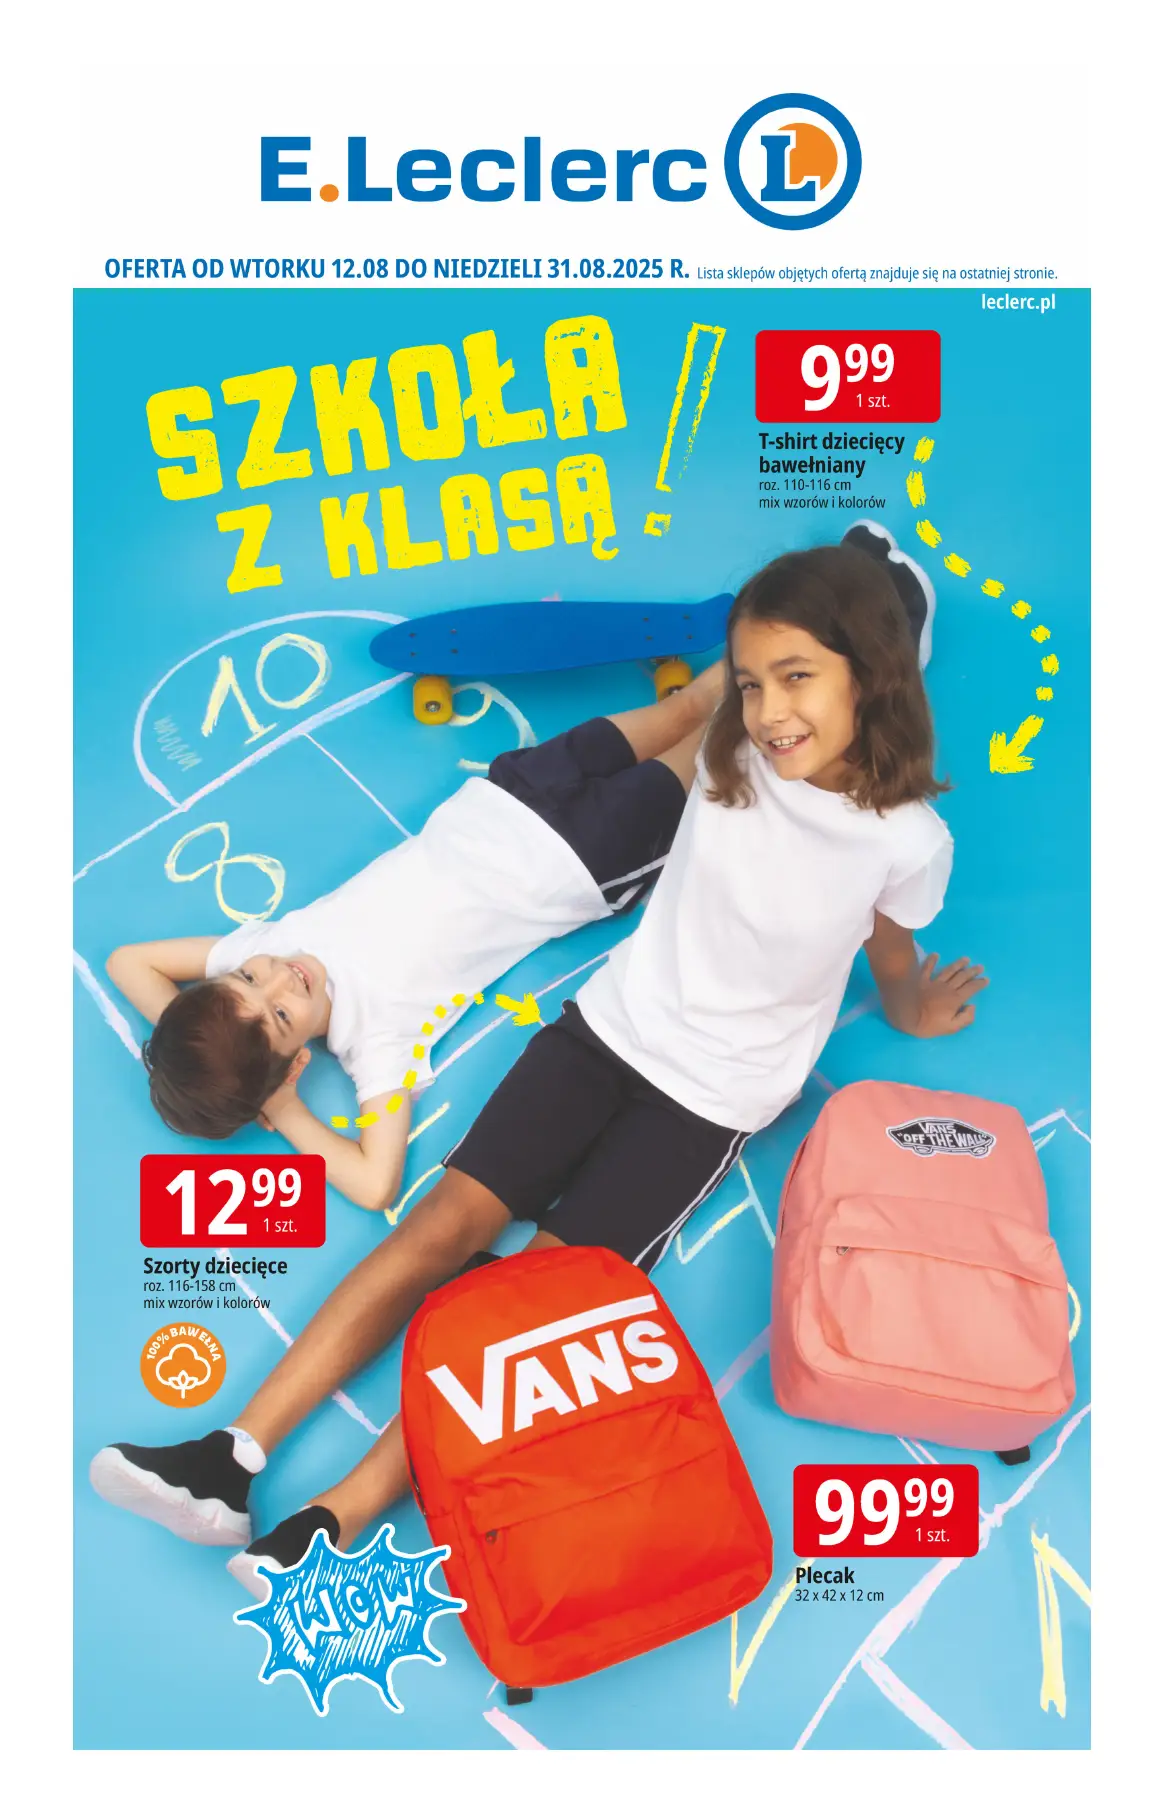 E.Leclerc L
OFERTA OD WTORKU 12.08 DO NIEDZIELI 31.08.2025 R. Lista sklepów objętych ofertą znajduje się na ostatniej stronie.
leclerc.pl
SZKOŁA
Z KLASĄ!
9 99
1 szt.
T-shirt dziecięcy
bawełniany
roz. 110-116 cm
mix wzorów i kolorów
10
9
8
12 99
1 szt.
Szorty dziecięce
roz. 116-158 cm
mix wzorów i kolorów
100% BAWEŁNA
VANS
"OFF THE WALL"
VANS
99 99
1 szt.
Plecak
32 x 42 x 12 cm
WOW